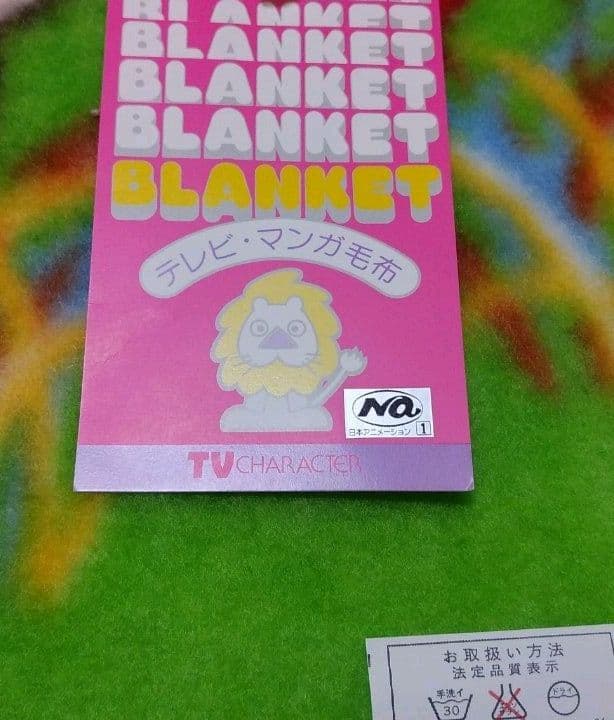 BLANKET
BLANKET
BLANKET
BLANKET
BLANKET
テレビ・マンガ毛布
Na
日本アニメーション 1
TV CHARACTER
お取扱い方法
法定品質表示
手洗イ
30
ドライ